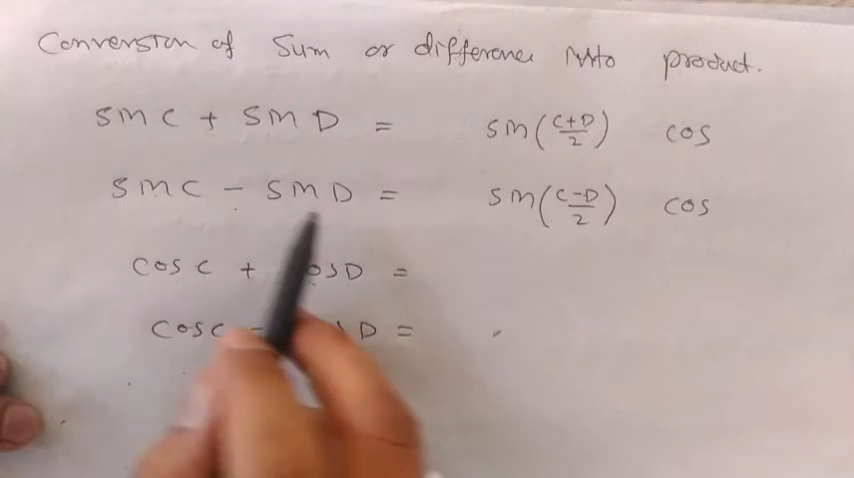 Conversion of Sum or difference into product.
sin C + sin D = sin(C+D/2) cos
sin C - sin D = sin(C-D/2) cos
cos C + cos D =
cos C - D =